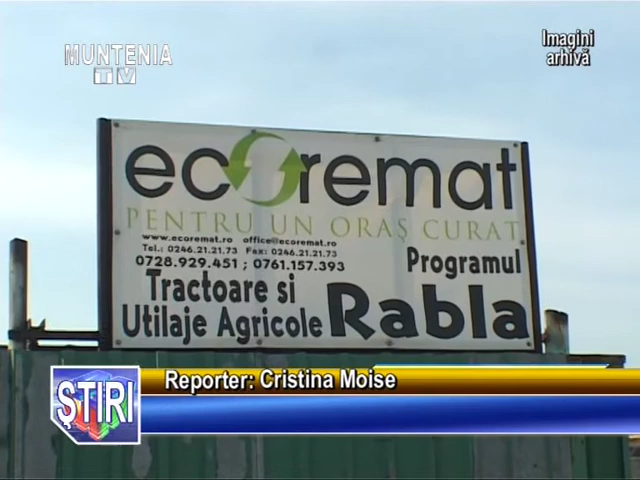 MUNTENIA
TV
Imagini
arhivă
ecoremat
PENTRU UN ORAȘ CURAT
www.ecoremat.ro office@ecoremat.ro
Tel.: 0246.21.21.73 Fax: 0246.21.21.73
0728.929.451 ; 0761.157.393
Programul
Tractoare si
Utilaje Agricole
Rabla
Reporter: Cristina Moise
ȘTIRI